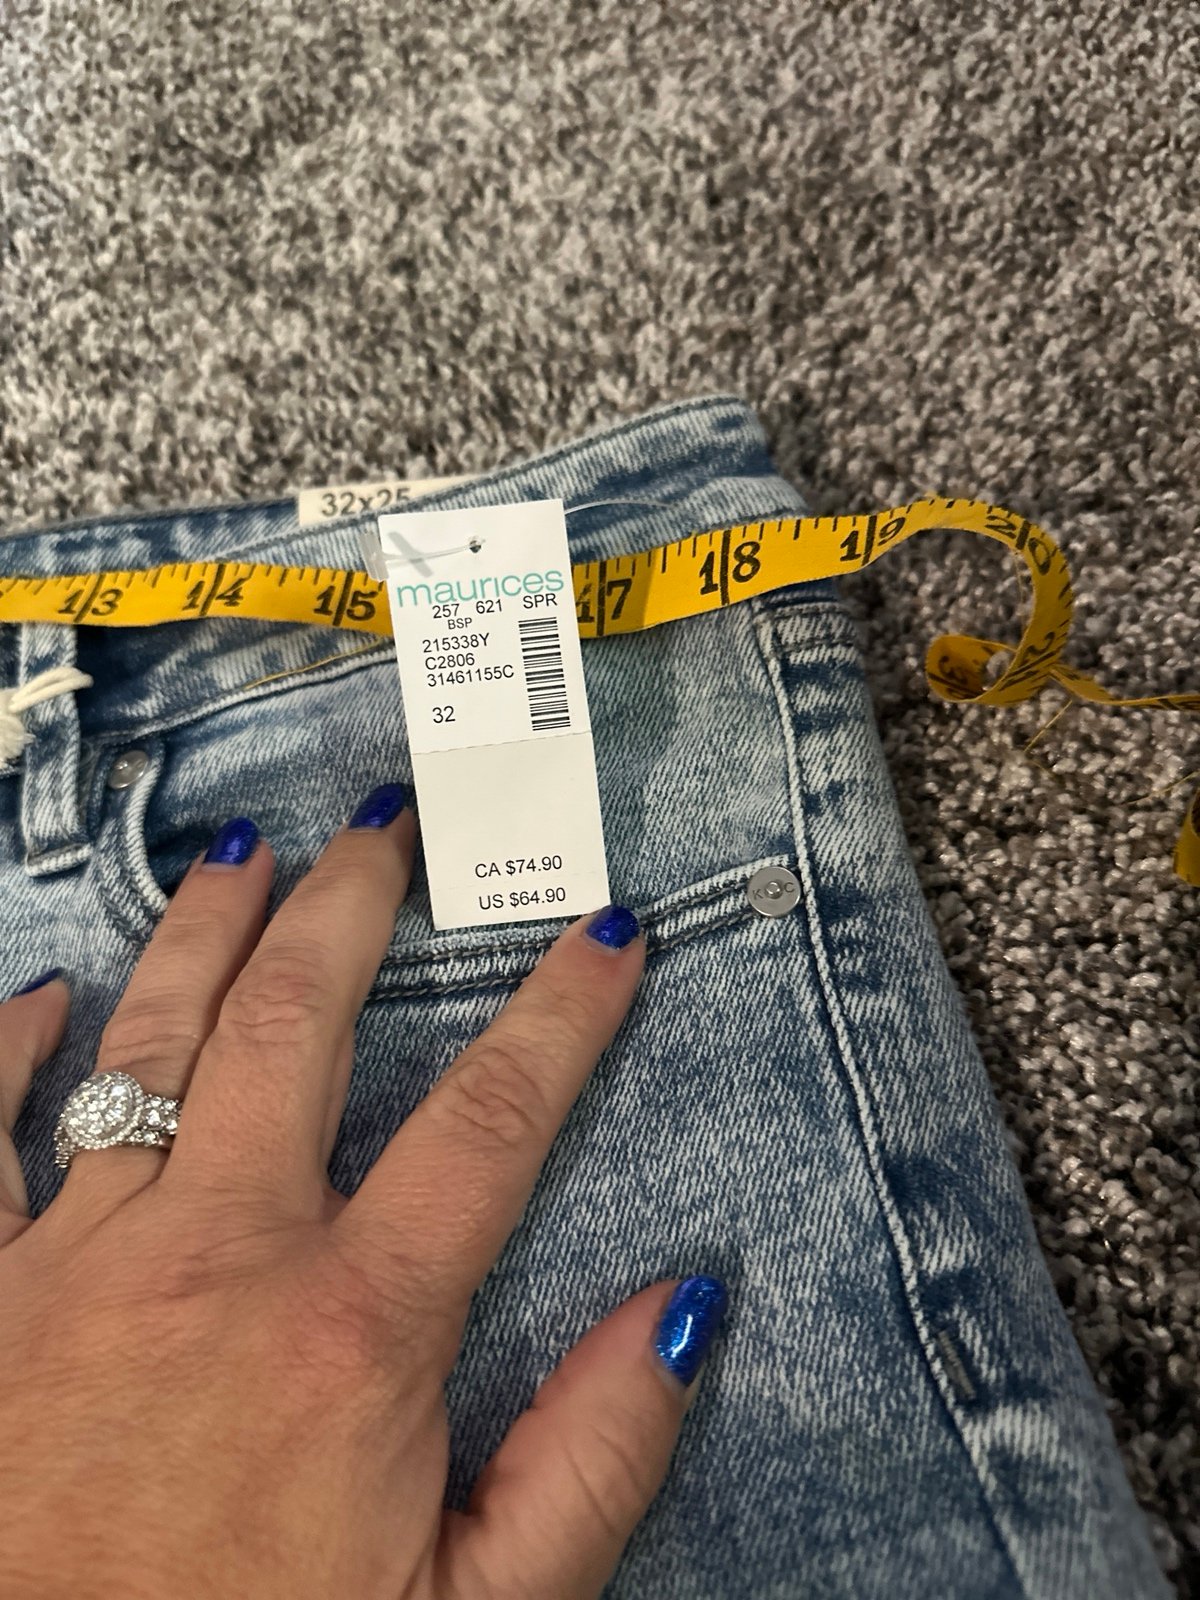 32x25
13 14 15 17 18 19 20
maurices
257 621 SPR
BSP
215338Y
C2806
31461155C
32
CA $74.90
US $64.90
K C